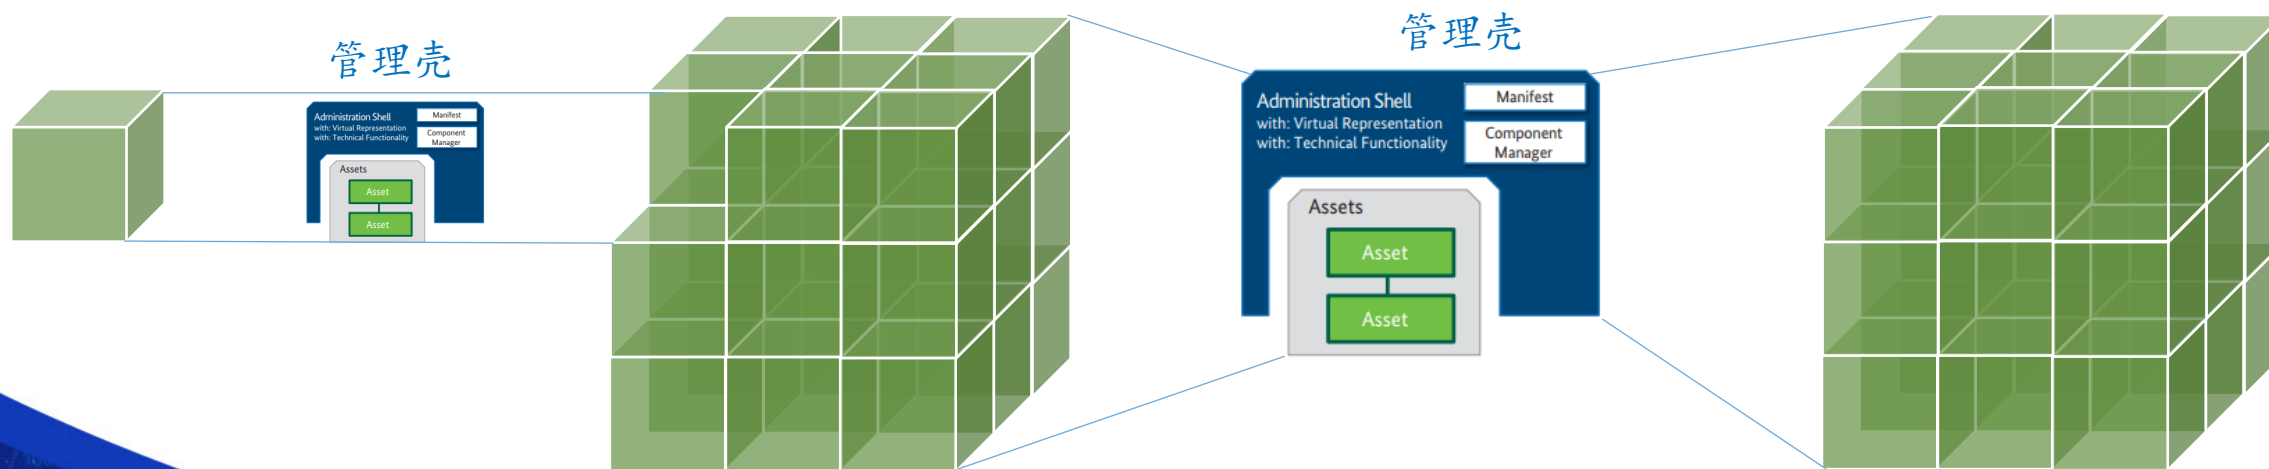 管理壳
Administration Shell
with: Virtual Representation
with: Technical Functionality
Manifest
Component
Manager
Assets
Asset
Asset
管理壳
Administration Shell
with: Virtual Representation
with: Technical Functionality
Manifest
Component
Manager
Assets
Asset
Asset